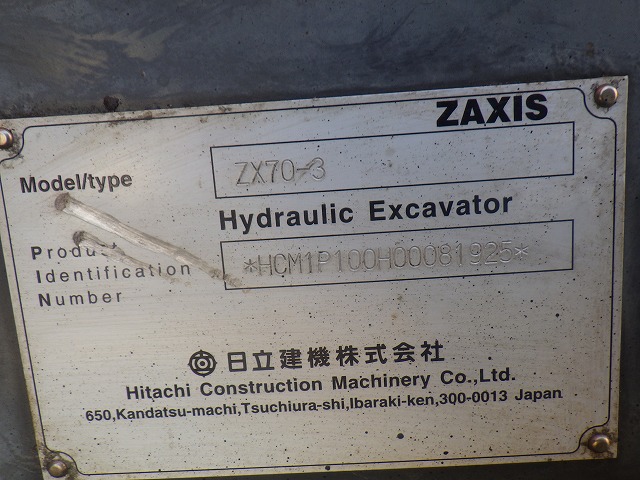 ZAXIS
Model/type ZX70-3
Hydraulic Excavator
Product
Identification *HCM1P100H00081925*
Number
日立建機株式会社
Hitachi Construction Machinery Co.,Ltd.
650,Kandatsu-machi,Tsuchiura-shi,Ibaraki-ken,300-0013 Japan